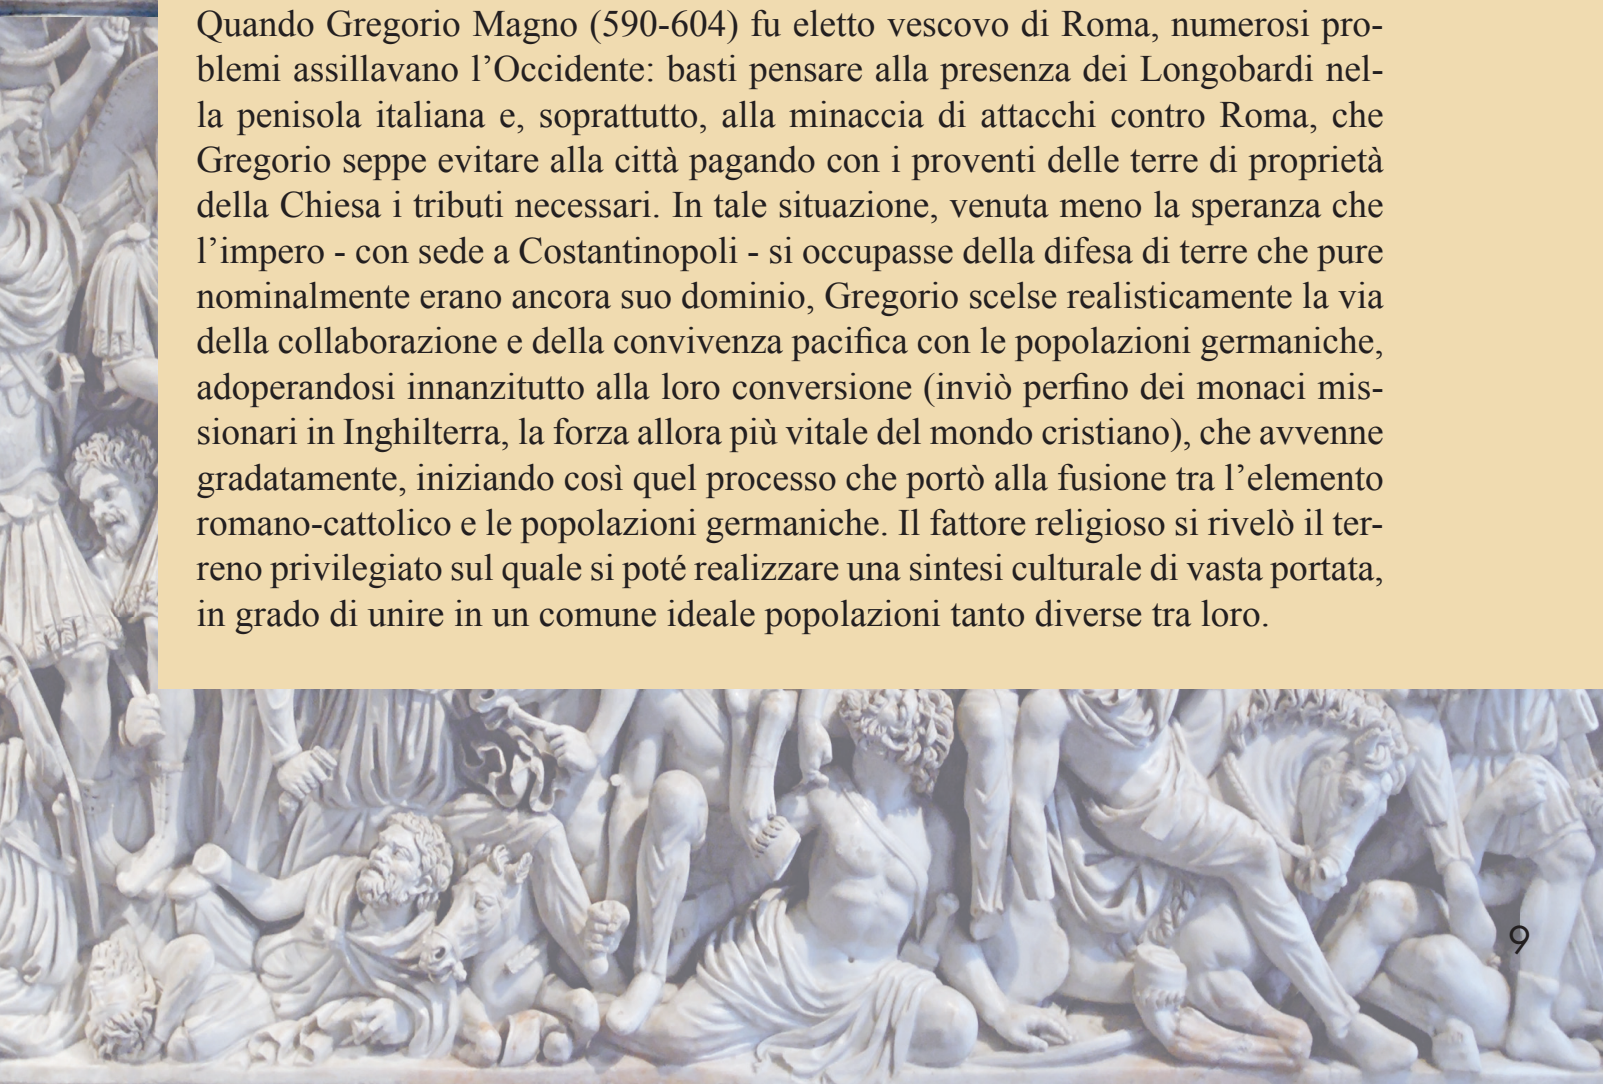 Quando Gregorio Magno (590-604) fu eletto vescovo di Roma, numerosi pro-
blemi assillavano l’Occidente: basti pensare alla presenza dei Longobardi nel-
la penisola italiana e, soprattutto, alla minaccia di attacchi contro Roma, che
Gregorio seppe evitare alla città pagando con i proventi delle terre di proprietà
della Chiesa i tributi necessari. In tale situazione, venuta meno la speranza che
l’impero - con sede a Costantinopoli - si occupasse della difesa di terre che pure
nominalmente erano ancora suo dominio, Gregorio scelse realisticamente la via
della collaborazione e della convivenza pacifica con le popolazioni germaniche,
adoperandosi innanzitutto alla loro conversione (inviò perfino dei monaci mis-
sionari in Inghilterra, la forza allora più vitale del mondo cristiano), che avvenne
gradatamente, iniziando così quel processo che portò alla fusione tra l’elemento
romano-cattolico e le popolazioni germaniche. Il fattore religioso si rivelò il ter-
reno privilegiato sul quale si poté realizzare una sintesi culturale di vasta portata,
in grado di unire in un comune ideale popolazioni tanto diverse tra loro.
9